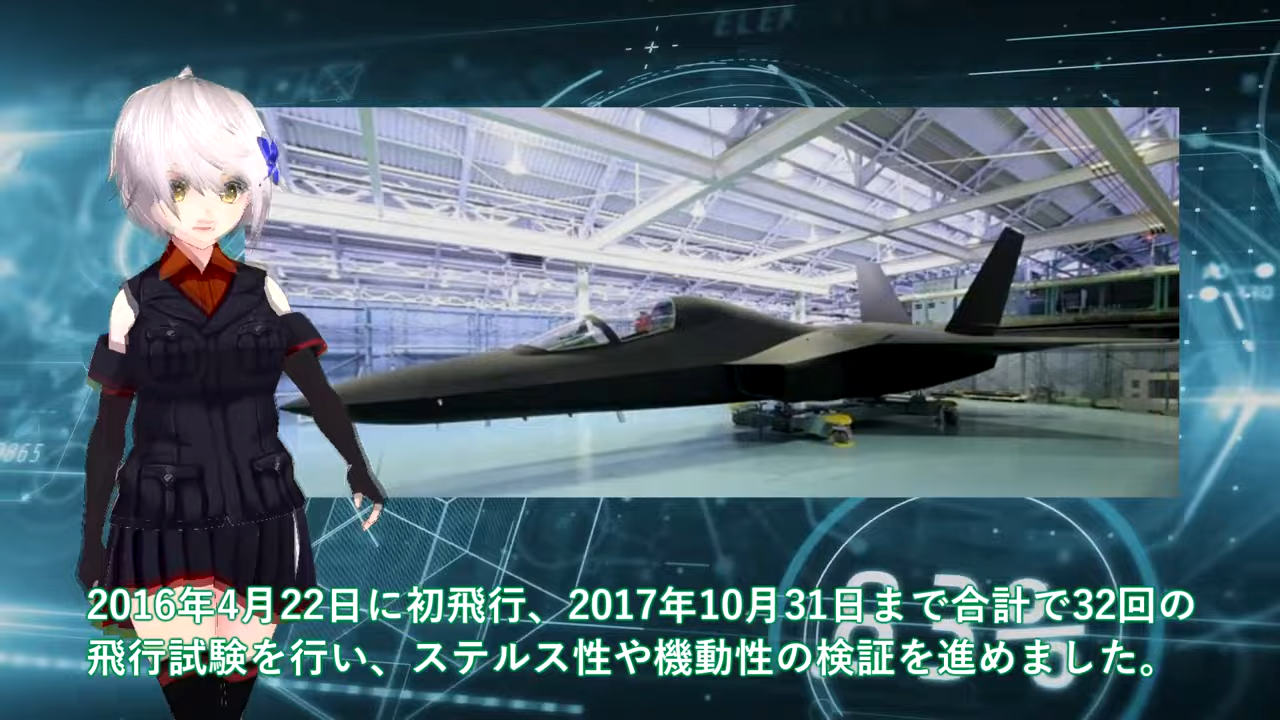 2016年4月22日に初飛行、2017年10月31日まで合計で32回の
飛行試験を行い、ステルス性や機動性の検証を進めました。